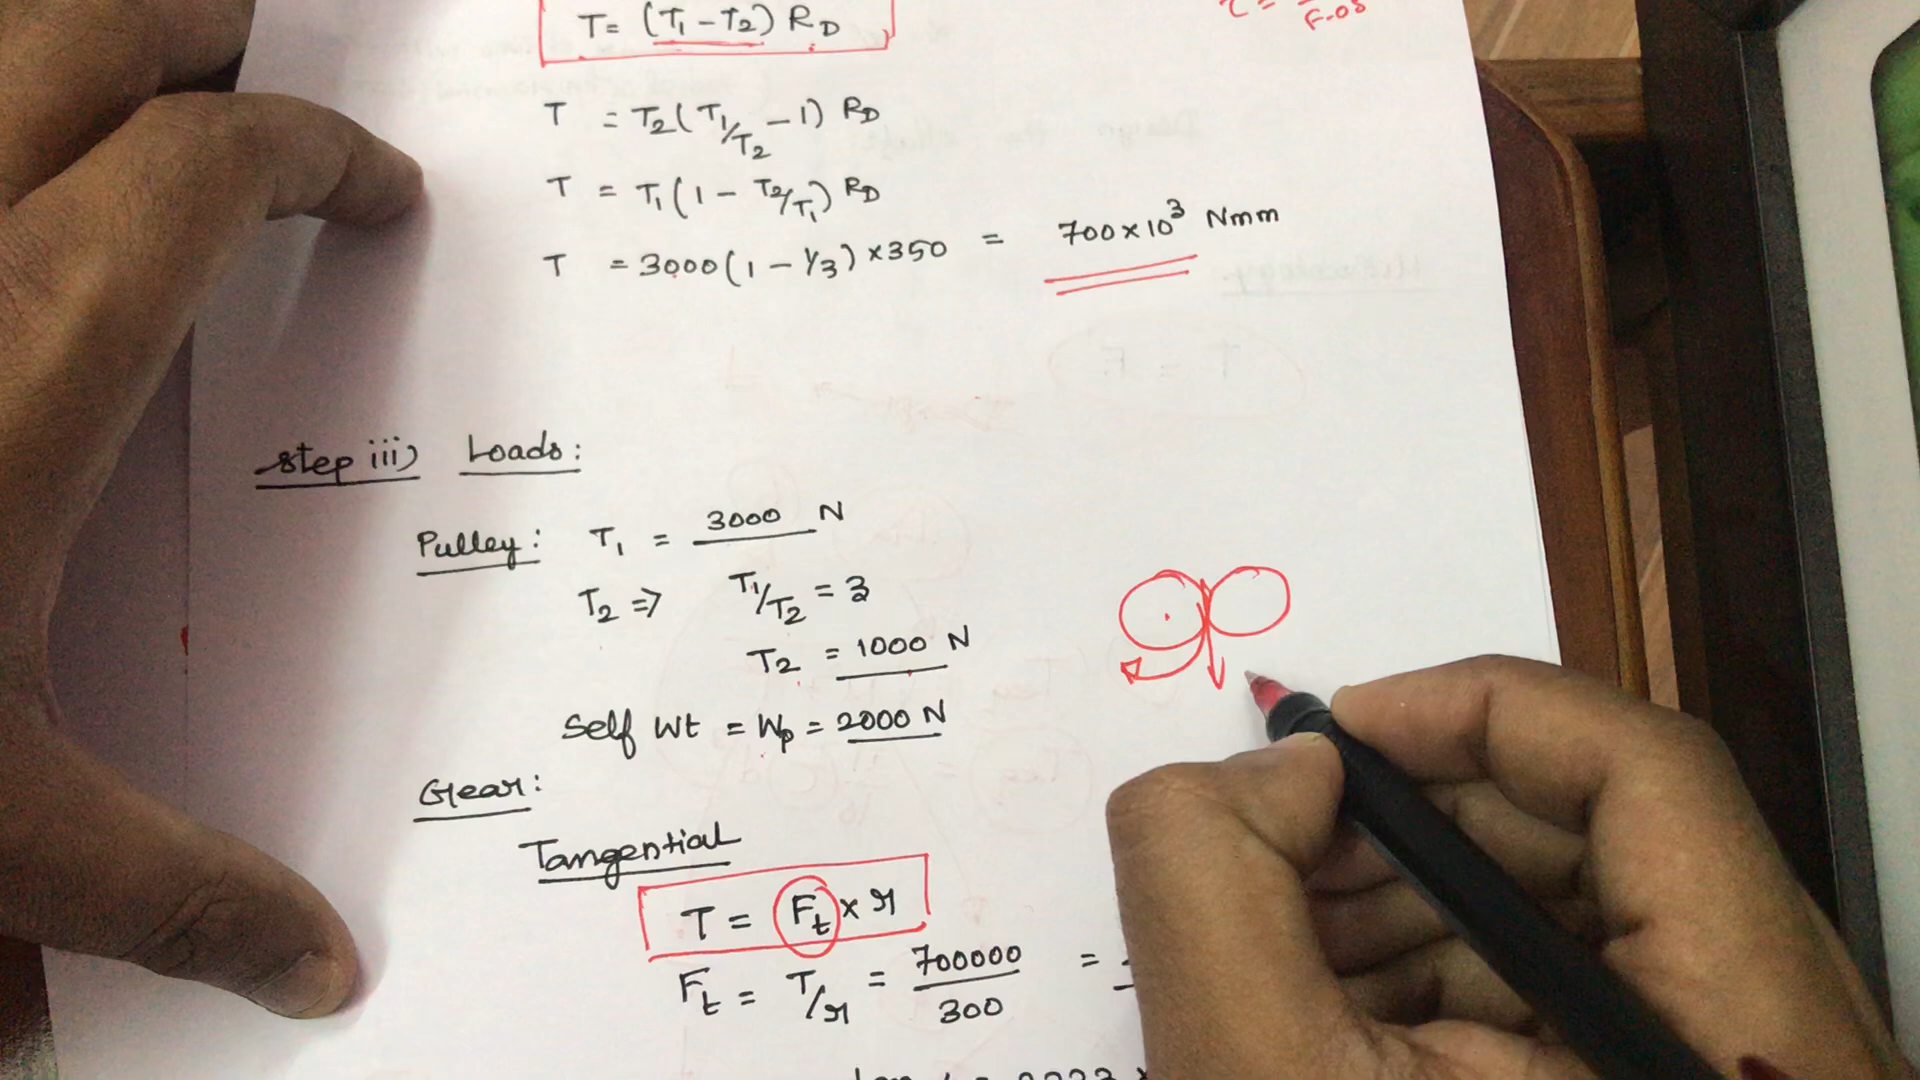 T = (T₁ - T₂) R_D
F.OS
T = T₂ (T₁/T₂ - 1) R_D
T = T₁ (1 - T₂/T₁) R_D
T = 3000 (1 - 1/3) × 350 = 700 × 10³ Nmm
Step iii) Loads:
Pulley: T₁ = 3000 N
T₂ => T₁/T₂ = 3
T₂ = 1000 N
Self Wt = Wp = 2000 N
Gear:
Tangential
T = Ft × r
Ft = T/r = 700000/300 =